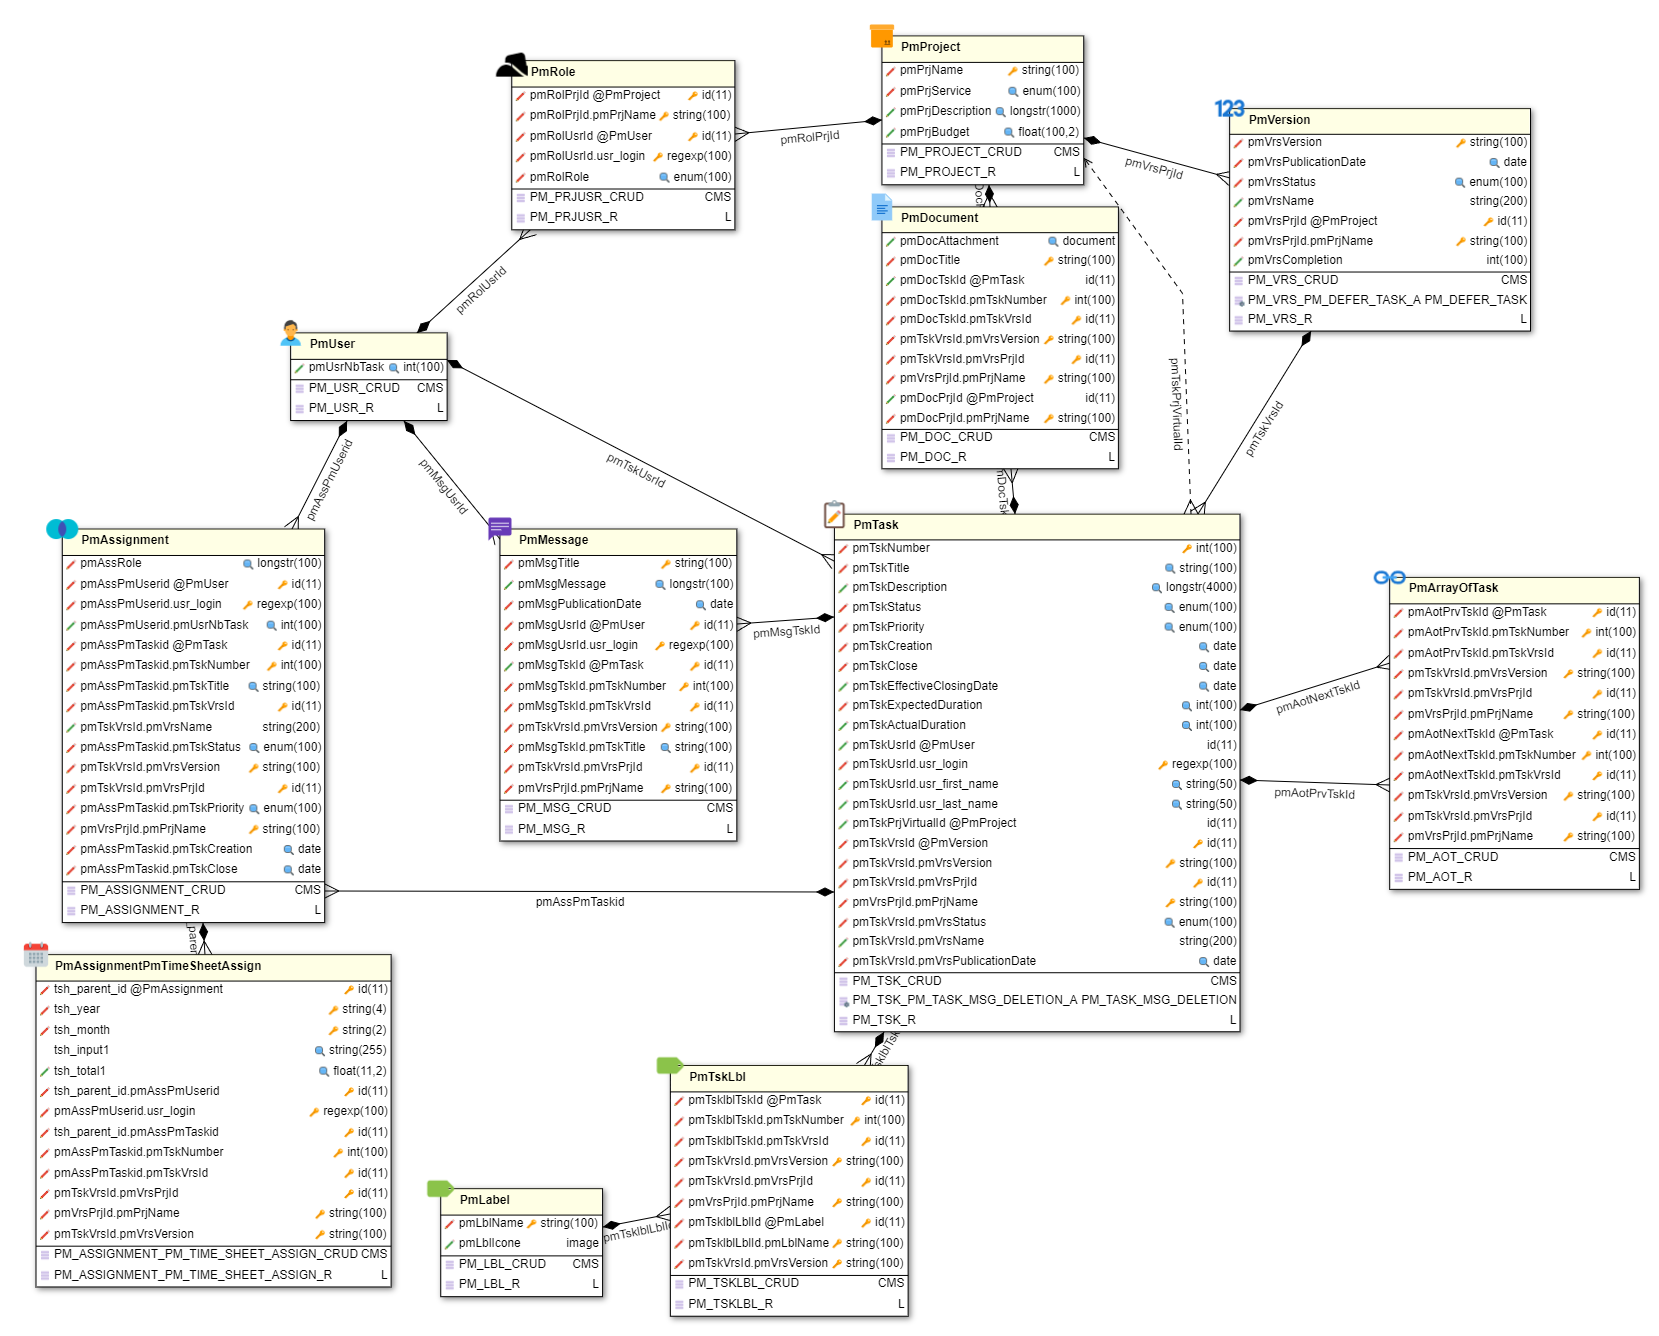 PmProject
pmPrjName string(100)
pmPrjService enum(100)
pmPrjDescription longstr(1000)
pmPrjBudget float(100,2)
PM_PROJECT_CRUD CMS
PM_PROJECT_R L
PmRole
pmRolPrjId @PmProject id(11)
pmRolPrjId.pmPrjName string(100)
pmRolUsrId @PmUser id(11)
pmRolUsrId.usr_login regexp(100)
pmRolRole enum(100)
PM_PRJUSR_CRUD CMS
PM_PRJUSR_R L
pmRolPrjId
123
PmVersion
pmVrsVersion string(100)
pmVrsPublicationDate date
pmVrsStatus enum(100)
pmVrsName string(200)
pmVrsPrjId @PmProject id(11)
pmVrsPrjId.pmPrjName string(100)
pmVrsCompletion int(100)
PM_VRS_CRUD CMS
PM_VRS_PM_DEFER_TASK_A PM_DEFER_TASK
PM_VRS_R L
pmVrsPrjId
PmDocument
pmDocAttachment document
pmDocTitle string(100)
pmDocTskId @PmTask id(11)
pmDocTskId.pmTskNumber int(100)
pmDocTskId.pmTskVrsId id(11)
pmTskVrsId.pmVrsVersion string(100)
pmTskVrsId.pmVrsPrjId id(11)
pmVrsPrjId.pmPrjName string(100)
pmDocPrjId @PmProject id(11)
pmDocPrjId.pmPrjName string(100)
PM_DOC_CRUD CMS
PM_DOC_R L
pmRolUsrId
PmUser
pmUsrNbTask int(100)
PM_USR_CRUD CMS
PM_USR_R L
pmTskPrjVirtualId
pmTskVrsId
pmAssPmUserid
pmMsgUsrId
pmTskUsrId
mDocTsk
PmAssignment
pmAssRole longstr(100)
pmAssPmUserid @PmUser id(11)
pmAssPmUserid.usr_login regexp(100)
pmAssPmUserid.pmUsrNbTask int(100)
pmAssPmTaskid @PmTask id(11)
pmAssPmTaskid.pmTskNumber int(100)
pmAssPmTaskid.pmTskTitle string(100)
pmAssPmTaskid.pmTskVrsId id(11)
pmTskVrsId.pmVrsName string(200)
pmAssPmTaskid.pmTskStatus enum(100)
pmTskVrsId.pmVrsVersion string(100)
pmTskVrsId.pmVrsPrjId id(11)
pmAssPmTaskid.pmTskPriority enum(100)
pmVrsPrjId.pmPrjName string(100)
pmAssPmTaskid.pmTskCreation date
pmAssPmTaskid.pmTskClose date
PM_ASSIGNMENT_CRUD CMS
PM_ASSIGNMENT_R L
PmMessage
pmMsgTitle string(100)
pmMsgMessage longstr(100)
pmMsgPublicationDate date
pmMsgUsrId @PmUser id(11)
pmMsgUsrId.usr_login regexp(100)
pmMsgTskId @PmTask id(11)
pmMsgTskId.pmTskNumber int(100)
pmMsgTskId.pmTskVrsId id(11)
pmTskVrsId.pmVrsVersion string(100)
pmMsgTskId.pmTskTitle string(100)
pmTskVrsId.pmVrsPrjId id(11)
pmVrsPrjId.pmPrjName string(100)
PM_MSG_CRUD CMS
PM_MSG_R L
pmMsgTskId
PmTask
pmTskNumber int(100)
pmTskTitle string(100)
pmTskDescription longstr(4000)
pmTskStatus enum(100)
pmTskPriority enum(100)
pmTskCreation date
pmTskClose date
pmTskEffectiveClosingDate date
pmTskExpectedDuration int(100)
pmTskActualDuration int(100)
pmTskUsrId @PmUser id(11)
pmTskUsrId.usr_login regexp(100)
pmTskUsrId.usr_first_name string(50)
pmTskUsrId.usr_last_name string(50)
pmTskPrjVirtualId @PmProject id(11)
pmTskVrsId @PmVersion id(11)
pmTskVrsId.pmVrsVersion string(100)
pmTskVrsId.pmVrsPrjId id(11)
pmVrsPrjId.pmPrjName string(100)
pmTskVrsId.pmVrsStatus enum(100)
pmTskVrsId.pmVrsName string(200)
pmTskVrsId.pmVrsPublicationDate date
PM_TSK_CRUD CMS
PM_TSK_PM_TASK_MSG_DELETION_A PM_TASK_MSG_DELETION
PM_TSK_R L
PmArrayOfTask
pmAotPrvTskId @PmTask id(11)
pmAotPrvTskId.pmTskNumber int(100)
pmAotPrvTskId.pmTskVrsId id(11)
pmTskVrsId.pmVrsVersion string(100)
pmTskVrsId.pmVrsPrjId id(11)
pmVrsPrjId.pmPrjName string(100)
pmAotNextTskId @PmTask id(11)
pmAotNextTskId.pmTskNumber int(100)
pmAotNextTskId.pmTskVrsId id(11)
pmTskVrsId.pmVrsVersion string(100)
pmTskVrsId.pmVrsPrjId id(11)
pmVrsPrjId.pmPrjName string(100)
PM_AOT_CRUD CMS
PM_AOT_R L
pmAotNextTskId
pmAotPrvTskId
pmAssPmTaskid
PmAssignmentPmTimeSheetAssign
tsh_parent_id @PmAssignment id(11)
tsh_year string(4)
tsh_month string(2)
tsh_input1 string(255)
tsh_total1 float(11,2)
tsh_parent_id.pmAssPmUserid id(11)
pmAssPmUserid.usr_login regexp(100)
tsh_parent_id.pmAssPmTaskid id(11)
pmAssPmTaskid.pmTskNumber int(100)
pmAssPmTaskid.pmTskVrsId id(11)
pmTskVrsId.pmVrsPrjId id(11)
pmVrsPrjId.pmPrjName string(100)
pmTskVrsId.pmVrsVersion string(100)
PM_ASSIGNMENT_PM_TIME_SHEET_ASSIGN_CRUD CMS
PM_ASSIGNMENT_PM_TIME_SHEET_ASSIGN_R L
PmTskLbl
pmTsklblTskId @PmTask id(11)
pmTsklblTskId.pmTskNumber int(100)
pmTsklblTskId.pmTskVrsId id(11)
pmTskVrsId.pmVrsVersion string(100)
pmTskVrsId.pmVrsPrjId id(11)
pmVrsPrjId.pmPrjName string(100)
pmTsklblLblId @PmLabel id(11)
pmTsklblLblId.pmLblName string(100)
pmTskVrsId.pmVrsVersion string(100)
PM_TSKLBL_CRUD CMS
PM_TSKLBL_R L
PmLabel
pmLblName string(100)
pmLblIcone image
PM_LBL_CRUD CMS
PM_LBL_R L
pmTsklblLblI